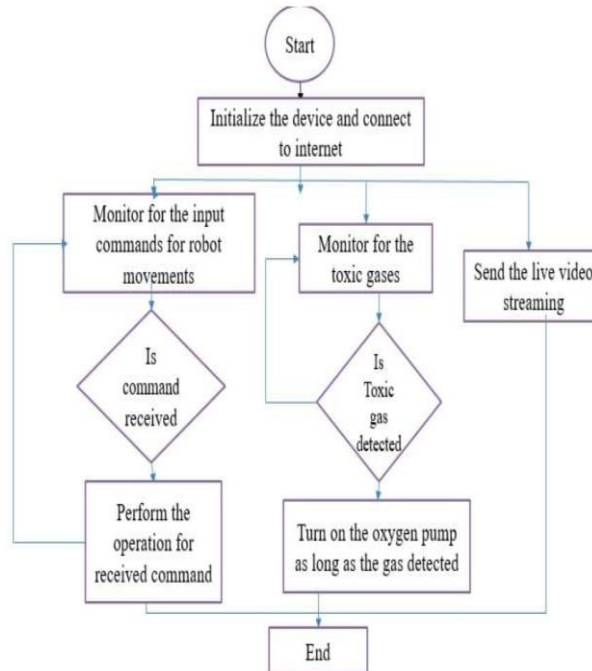 Start
Initialize the device and connect
to internet
Monitor for the input
commands for robot
movements
Monitor for the
toxic gases
Send the live video
streaming
Is
command
received
Is
Toxic
gas
detected
Perform the
operation for
received command
Turn on the oxygen pump
as long as the gas detected
End